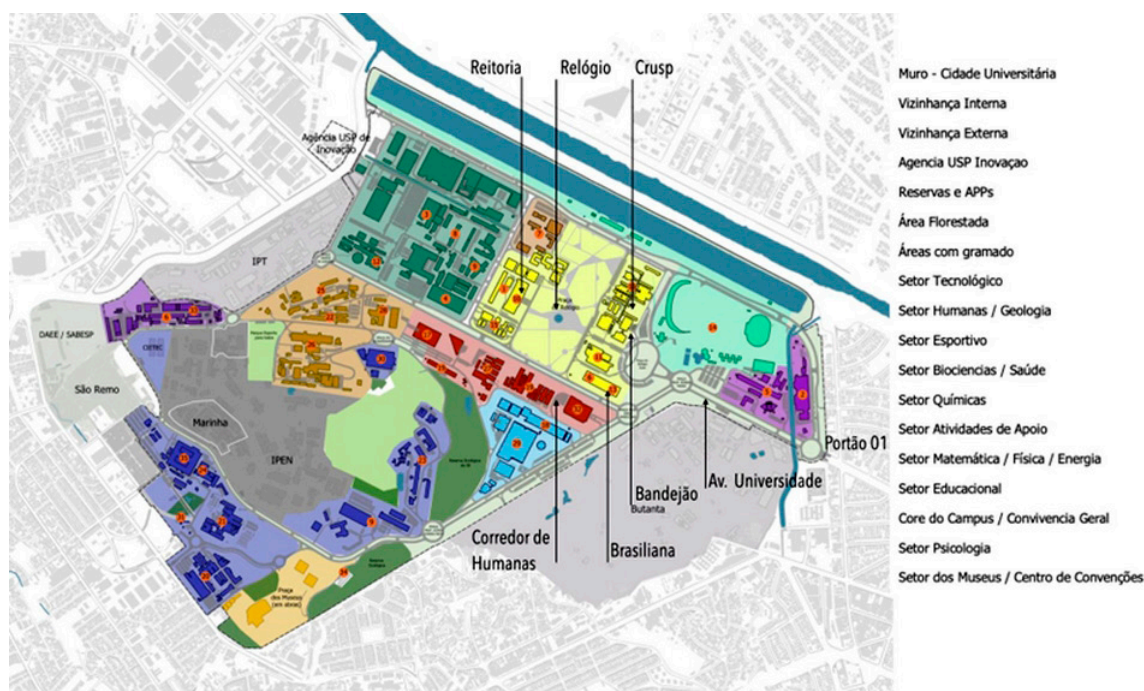 Reitoria
Relógio
Crusp
Agência USP de
Inovação
IPT
DAEE / SABESP
CIETEC
São Remo
Marinha
IPEN
Praça
dos Museus
(em obras)
Corredor de
Humanas
Brasiliana
Bandejão
Butanta
Av. Universidade
Portão 01
Muro - Cidade Universitária
Vizinhança Interna
Vizinhança Externa
Agencia USP Inovaçao
Reservas e APPs
Área Florestada
Áreas com gramado
Setor Tecnológico
Setor Humanas / Geologia
Setor Esportivo
Setor Biociencias / Saúde
Setor Químicas
Setor Atividades de Apoio
Setor Matemática / Física / Energia
Setor Educacional
Core do Campus / Convivencia Geral
Setor Psicologia
Setor dos Museus / Centro de Convenções